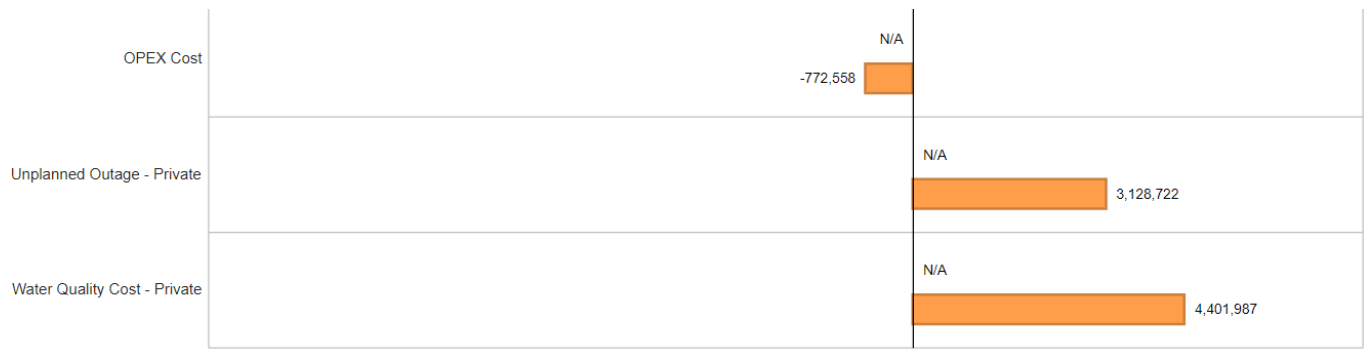 N/A
OPEX Cost
-772,558
N/A
Unplanned Outage - Private
3,128,722
N/A
Water Quality Cost - Private
4,401,987